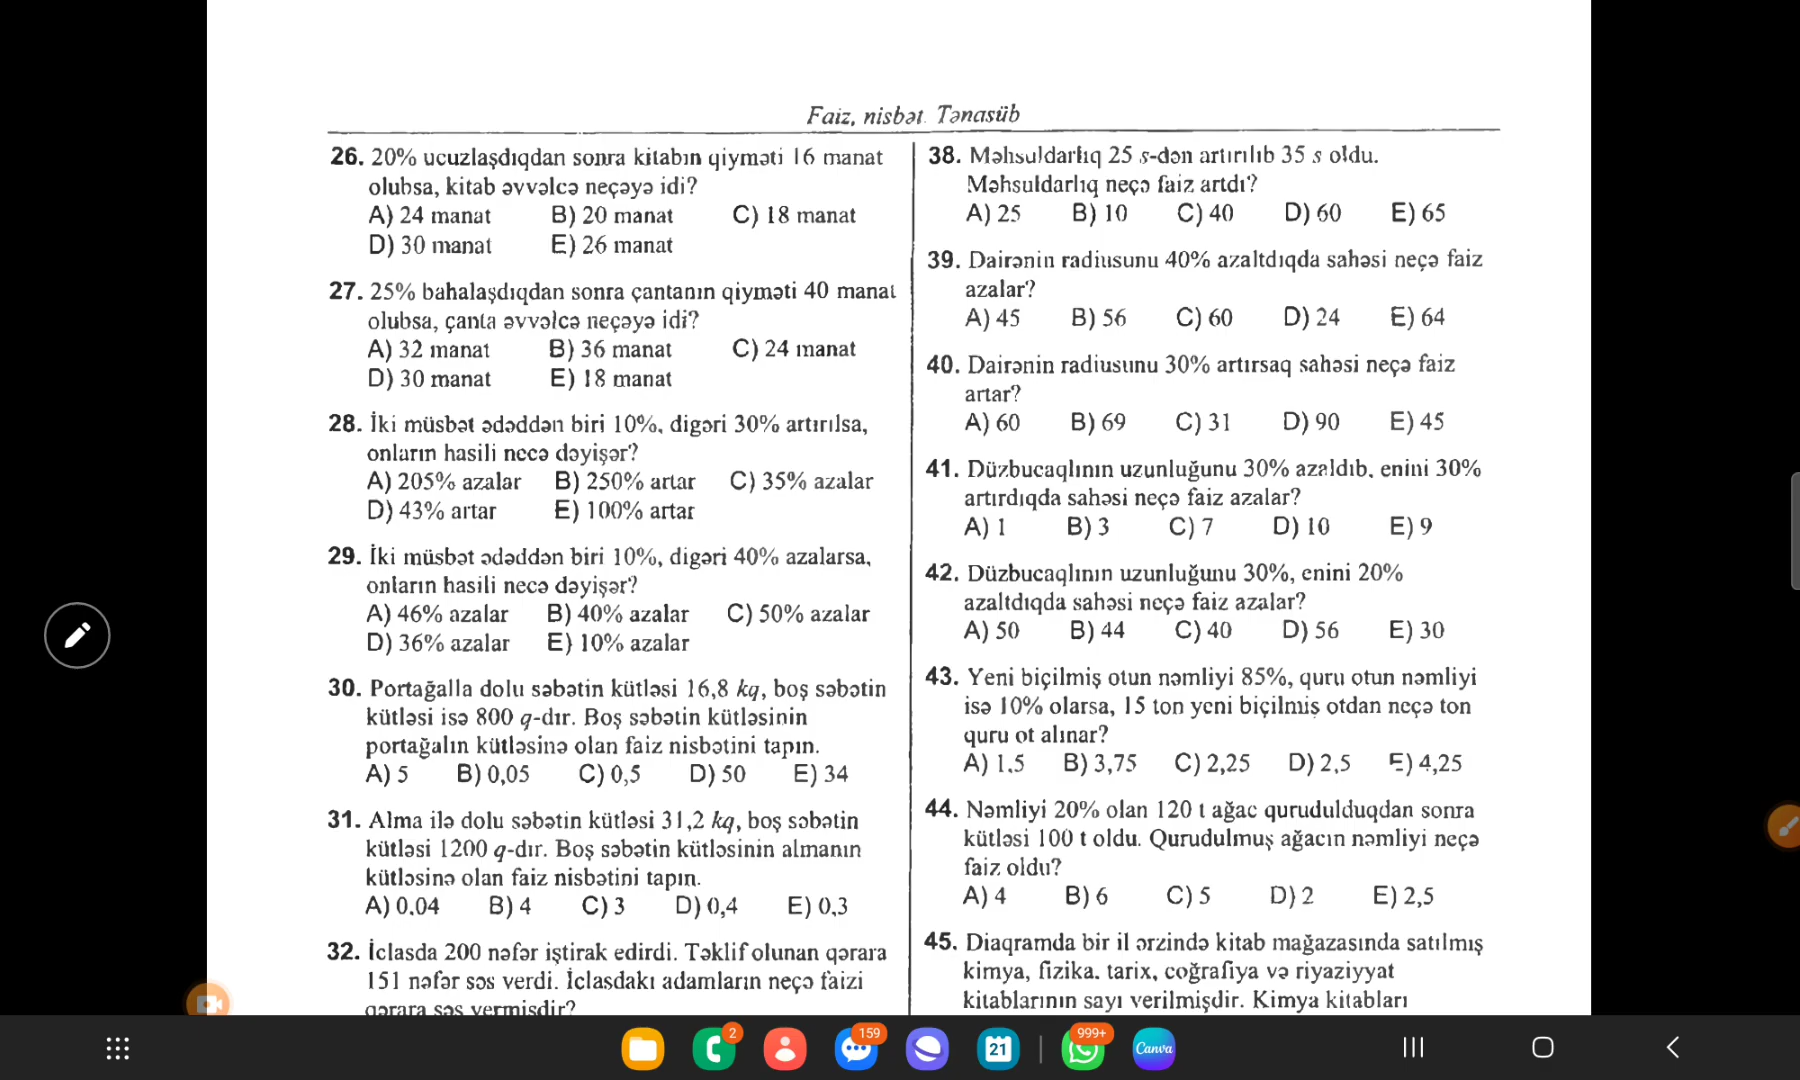 Faiz, nisbət. Tənasüb
26. 20% ucuzlaşdıqdan sonra kitabın qiyməti 16 manat
olubsa, kitab əvvəlcə neçəyə idi?
A) 24 manat B) 20 manat C) 18 manat
D) 30 manat E) 26 manat
27. 25% bahalaşdıqdan sonra çantanın qiyməti 40 manat
olubsa, çanta əvvəlcə neçəyə idi?
A) 32 manat B) 36 manat C) 24 manat
D) 30 manat E) 18 manat
28. İki müsbət ədəddən biri 10%, digəri 30% artırılsa,
onların hasili necə dəyişər?
A) 205% azalar B) 250% artar C) 35% azalar
D) 43% artar E) 100% artar
29. İki müsbət ədəddən biri 10%, digəri 40% azalarsa,
onların hasili necə dəyişər?
A) 46% azalar B) 40% azalar C) 50% azalar
D) 36% azalar E) 10% azalar
30. Portağalla dolu səbətin kütləsi 16,8 kq, boş səbətin
kütləsi isə 800 q-dır. Boş səbətin kütləsinin
portağalın kütləsinə olan faiz nisbətini tapın.
A) 5 B) 0,05 C) 0,5 D) 50 E) 34
31. Alma ilə dolu səbətin kütləsi 31,2 kq, boş səbətin
kütləsi 1200 q-dır. Boş səbətin kütləsinin almanın
kütləsinə olan faiz nisbətini tapın.
A) 0.04 B) 4 C) 3 D) 0,4 E) 0,3
32. İclasda 200 nəfər iştirak edirdi. Təklif olunan qərara
151 nəfər səs verdi. İclasdakı adamların neçə faizi
qərara səs vermişdir?
38. Məhsuldarlıq 25 s-dən artırılıb 35 s oldu.
Məhsuldarlıq neçə faiz artdı?
A) 25 B) 10 C) 40 D) 60 E) 65
39. Dairənin radiusunu 40% azaltdıqda sahəsi neçə faiz
azalar?
A) 45 B) 56 C) 60 D) 24 E) 64
40. Dairənin radiusunu 30% artırsaq sahəsi neçə faiz
artar?
A) 60 B) 69 C) 31 D) 90 E) 45
41. Düzbucaqlının uzunluğunu 30% azaldıb, enini 30%
artırdıqda sahəsi neçə faiz azalar?
A) 1 B) 3 C) 7 D) 10 E) 9
42. Düzbucaqlının uzunluğunu 30%, enini 20%
azaltdıqda sahəsi neçə faiz azalar?
A) 50 B) 44 C) 40 D) 56 E) 30
43. Yeni biçilmiş otun nəmliyi 85%, quru otun nəmliyi
isə 10% olarsa, 15 ton yeni biçilmiş otdan neçə ton
quru ot alınar?
A) 1.5 B) 3,75 C) 2,25 D) 2.5 E) 4,25
44. Nəmliyi 20% olan 120 t ağac qurudulduqdan sonra
kütləsi 100 t oldu. Qurudulmuş ağacın nəmliyi neçə
faiz oldu?
A) 4 B) 6 C) 5 D) 2 E) 2,5
45. Diaqramda bir il ərzində kitab mağazasında satılmış
kimya, fizika. tarix, coğrafiya və riyaziyyat
kitablarının sayı verilmişdir. Kimya kitabları
2
159
21
999+
Canva